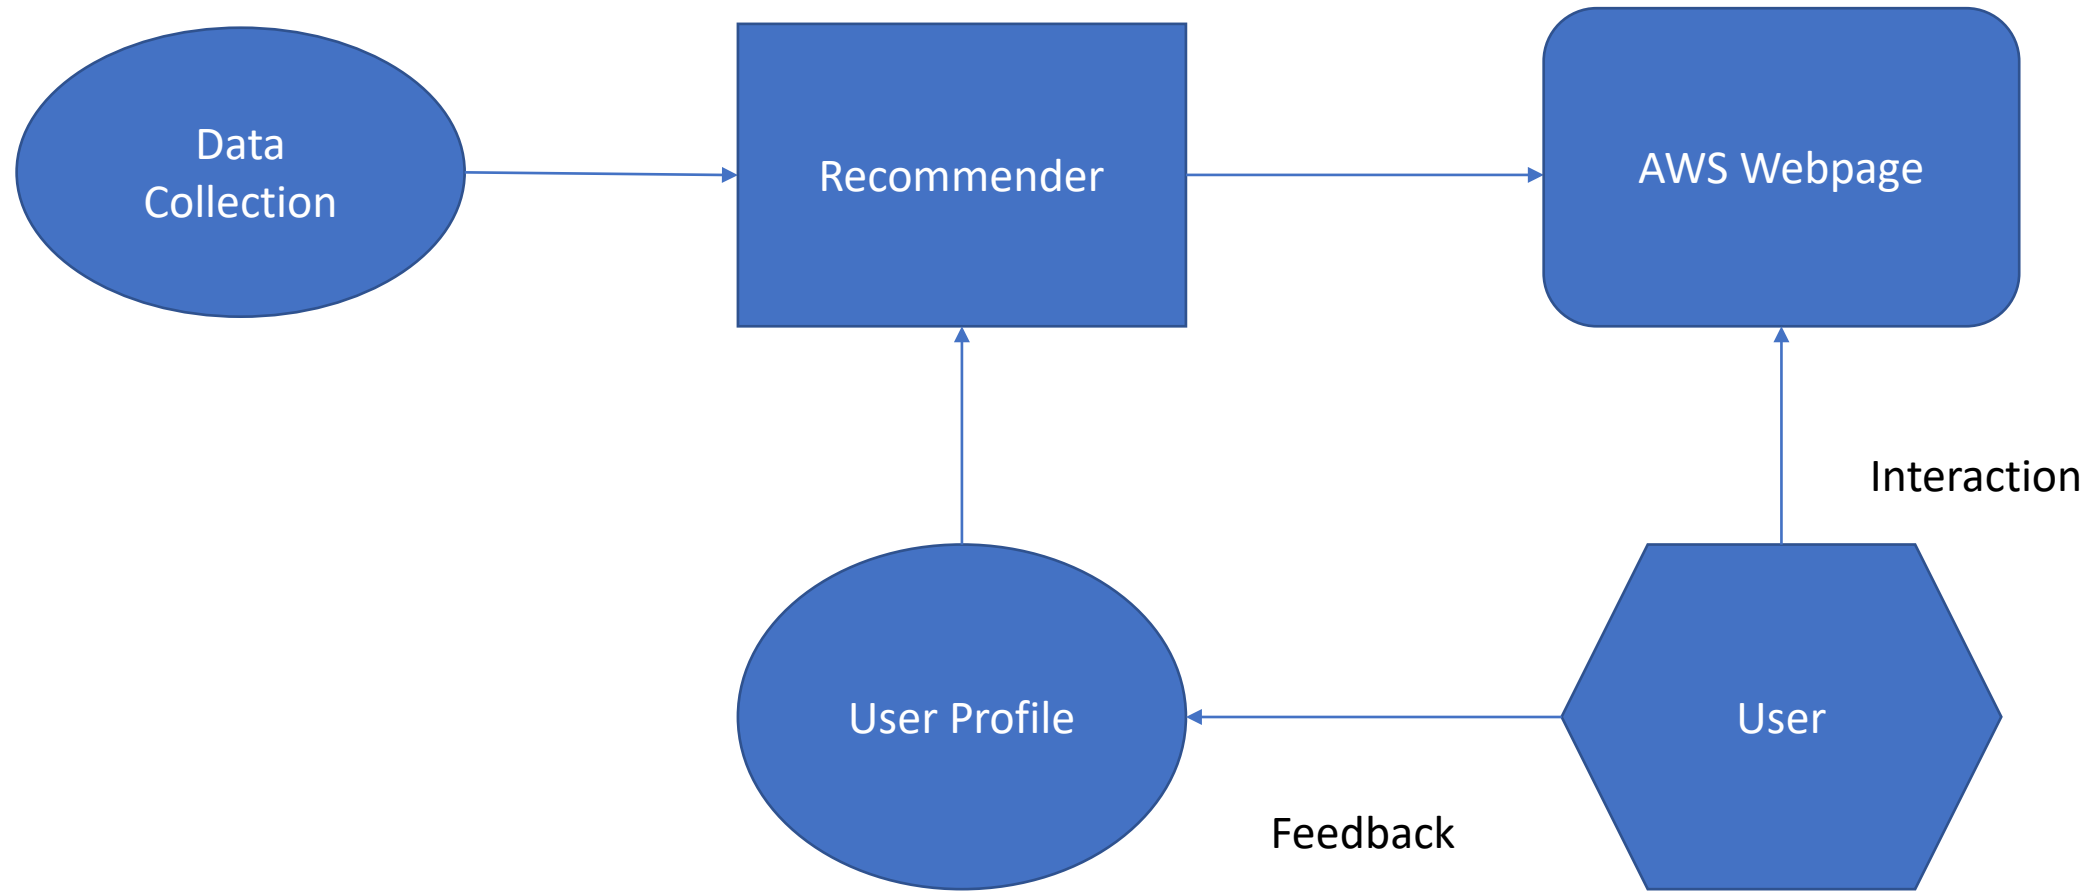 Data
Collection
Recommender
AWS Webpage
Interaction
User Profile
User
Feedback